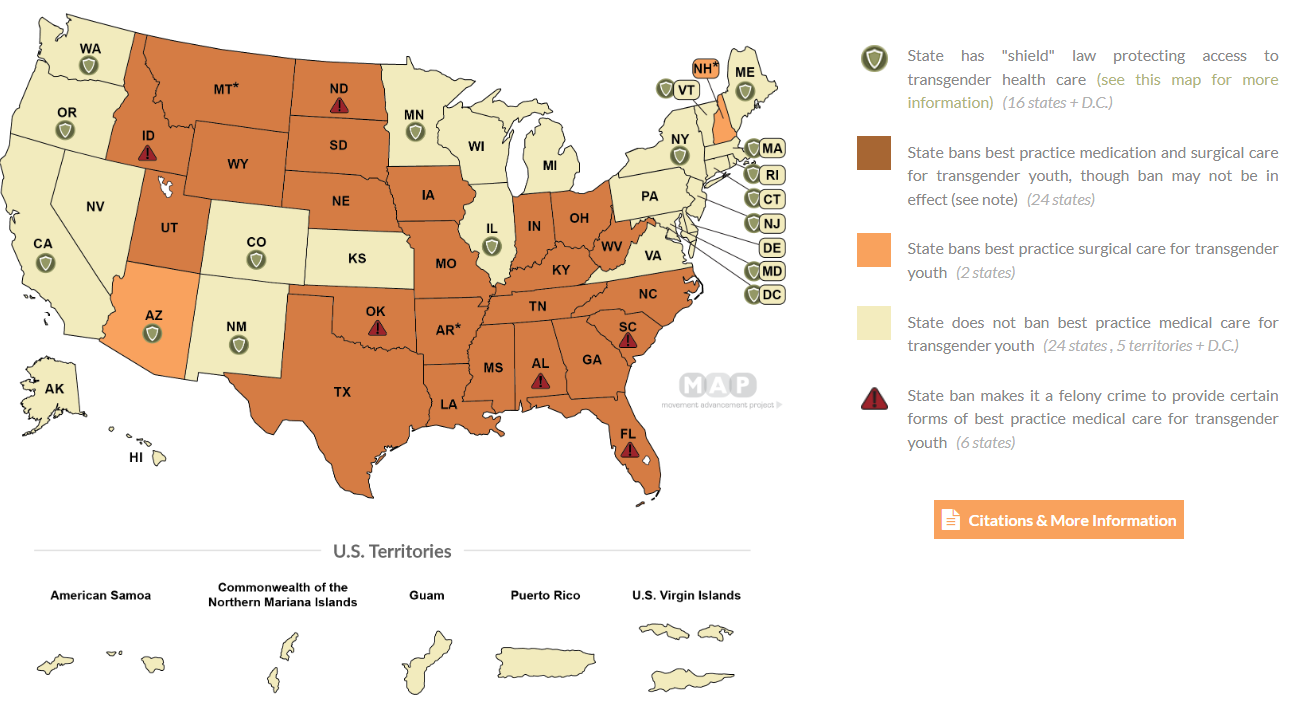 WA
MT*
ND
MN
ME
NH*
VT
OR
ID
WY
SD
WI
MI
NY
MA
RI
CT
NJ
DE
MD
DC
NV
UT
NE
IA
IL
IN
OH
PA
CA
CO
KS
MO
WV
VA
KY
AZ
NM
OK
AR*
TN
NC
SC
TX
LA
MS
AL
GA
FL
AK
HI
MAP
movement advancement project
State has "shield" law protecting access to
transgender health care (see this map for more
information) (16 states + D.C.)
State bans best practice medication and surgical care
for transgender youth, though ban may not be in
effect (see note) (24 states)
State bans best practice surgical care for transgender
youth (2 states)
State does not ban best practice medical care for
transgender youth (24 states , 5 territories + D.C.)
State ban makes it a felony crime to provide certain
forms of best practice medical care for transgender
youth (6 states)
Citations & More Information
U.S. Territories
American Samoa
Commonwealth of the
Northern Mariana Islands
Guam
Puerto Rico
U.S. Virgin Islands